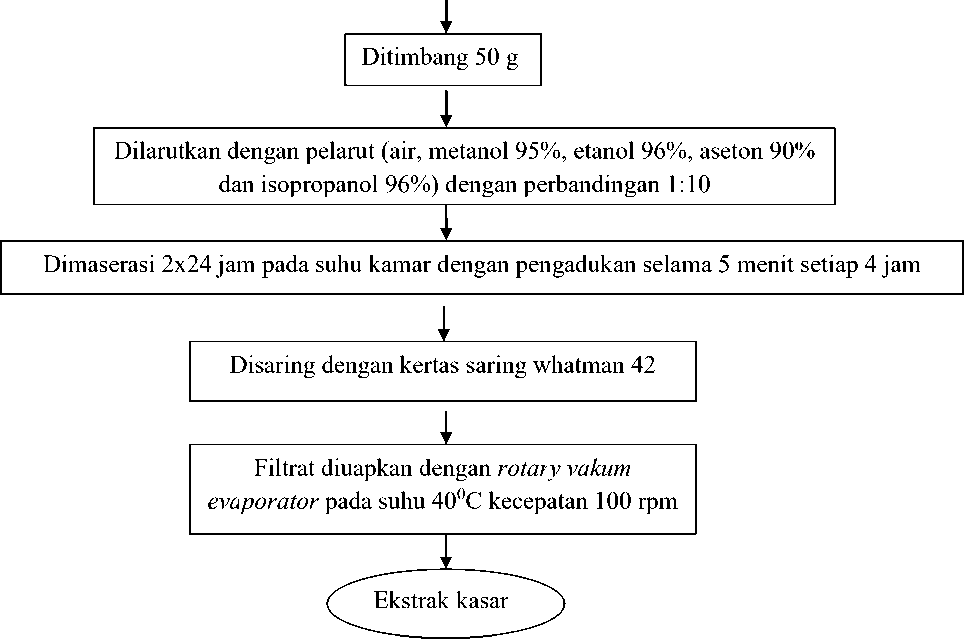 Ditimbang 50 g
Dilarutkan dengan pelarut (air, metanol 95%, etanol 96%, aseton 90%
dan isopropanol 96%) dengan perbandingan 1:10
Dimaserasi 2x24 jam pada suhu kamar dengan pengadukan selama 5 menit setiap 4 jam
Disaring dengan kertas saring whatman 42
Filtrat diuapkan dengan rotary vakum
evaporator pada suhu 40⁰C kecepatan 100 rpm
Ekstrak kasar